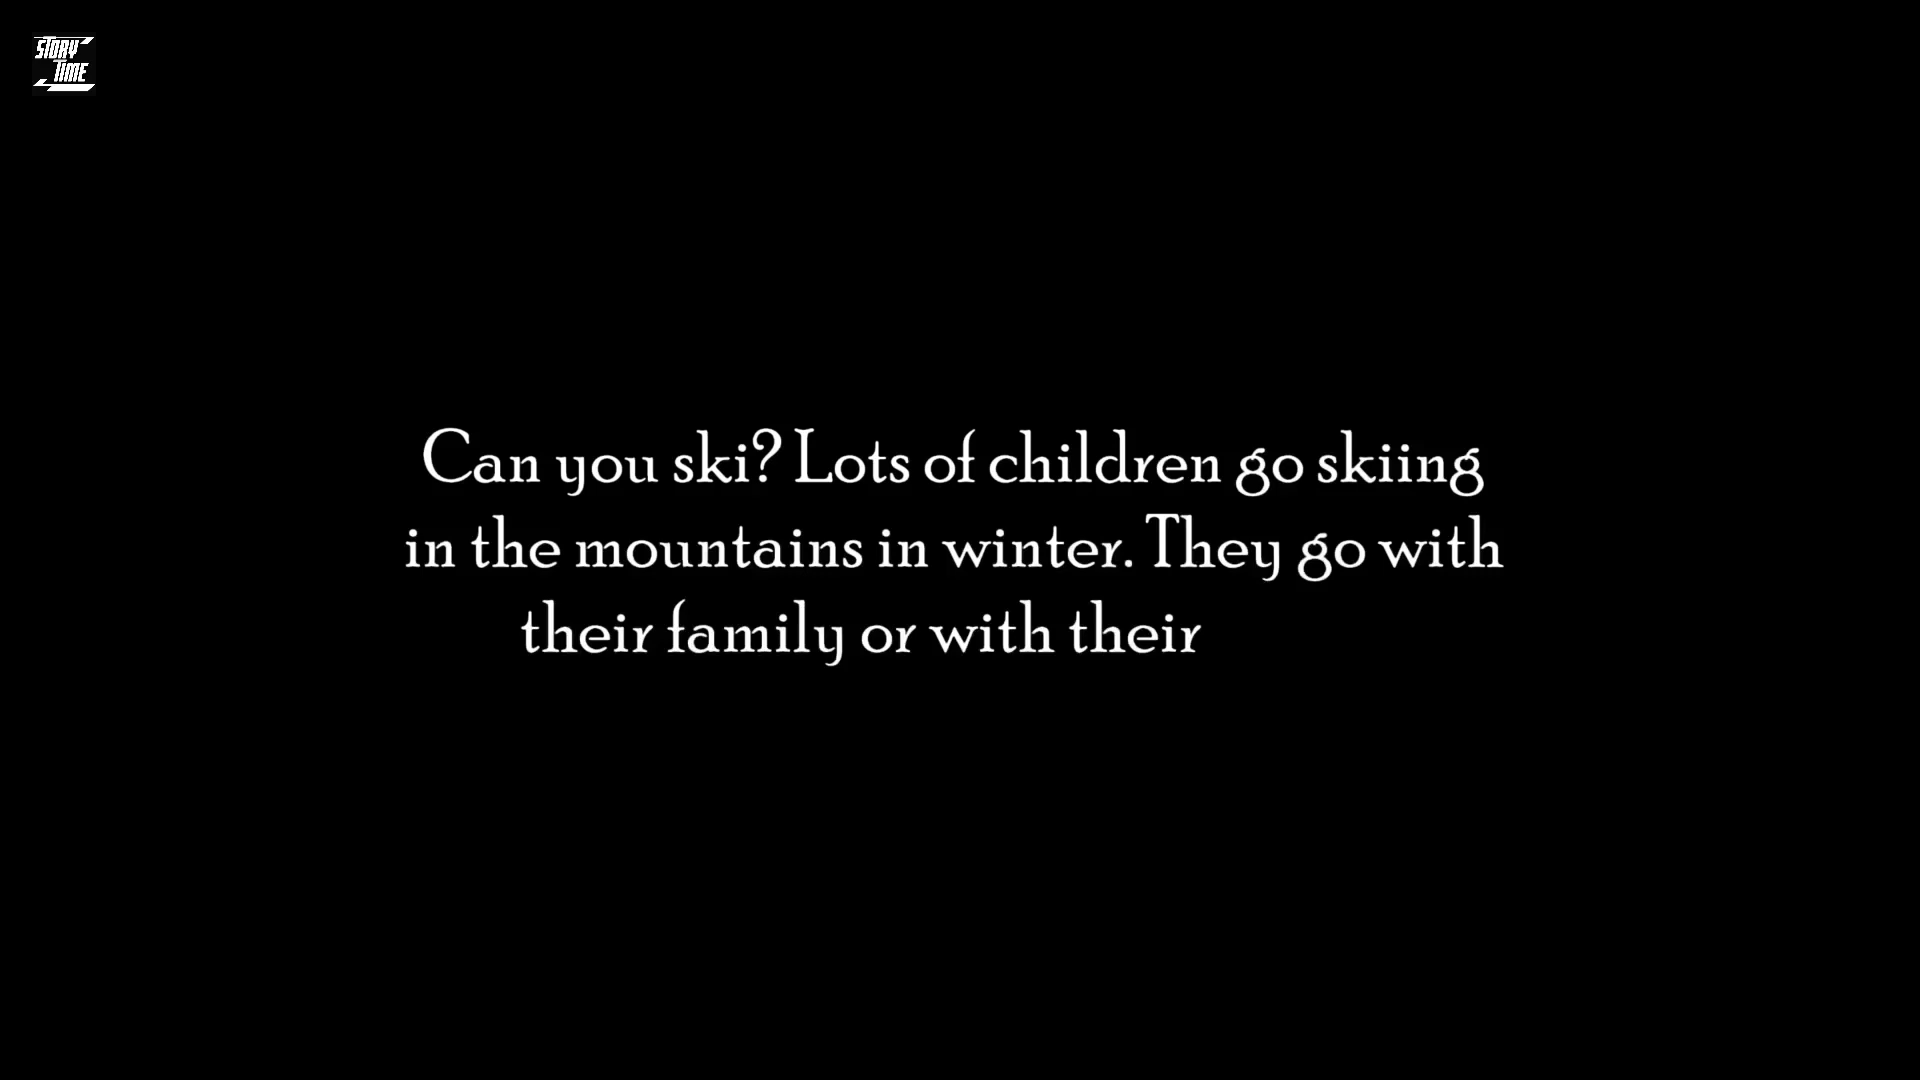 STORY
TIME
Can you ski? Lots of children go skiing
in the mountains in winter. They go with
their family or with their